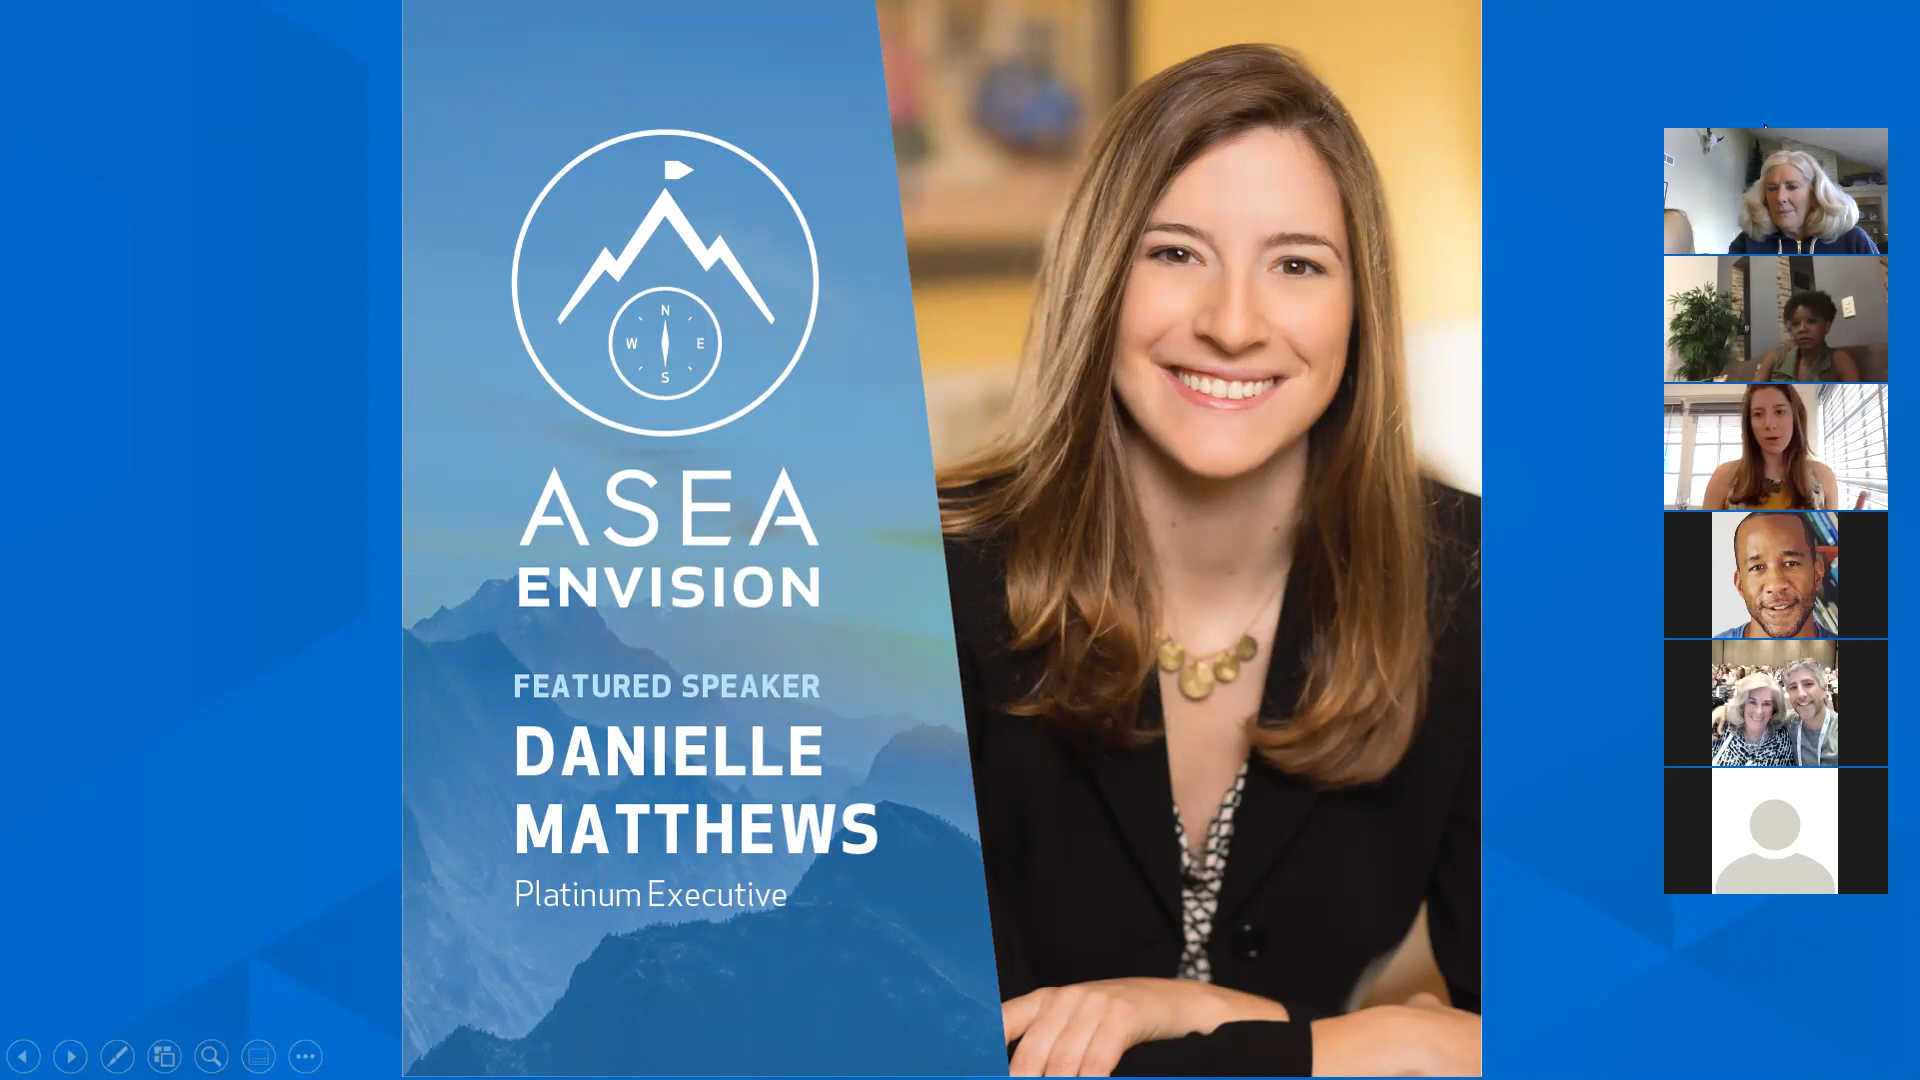 N
W E
S
ASEA
ENVISION
FEATURED SPEAKER
DANIELLE
MATTHEWS
Platinum Executive